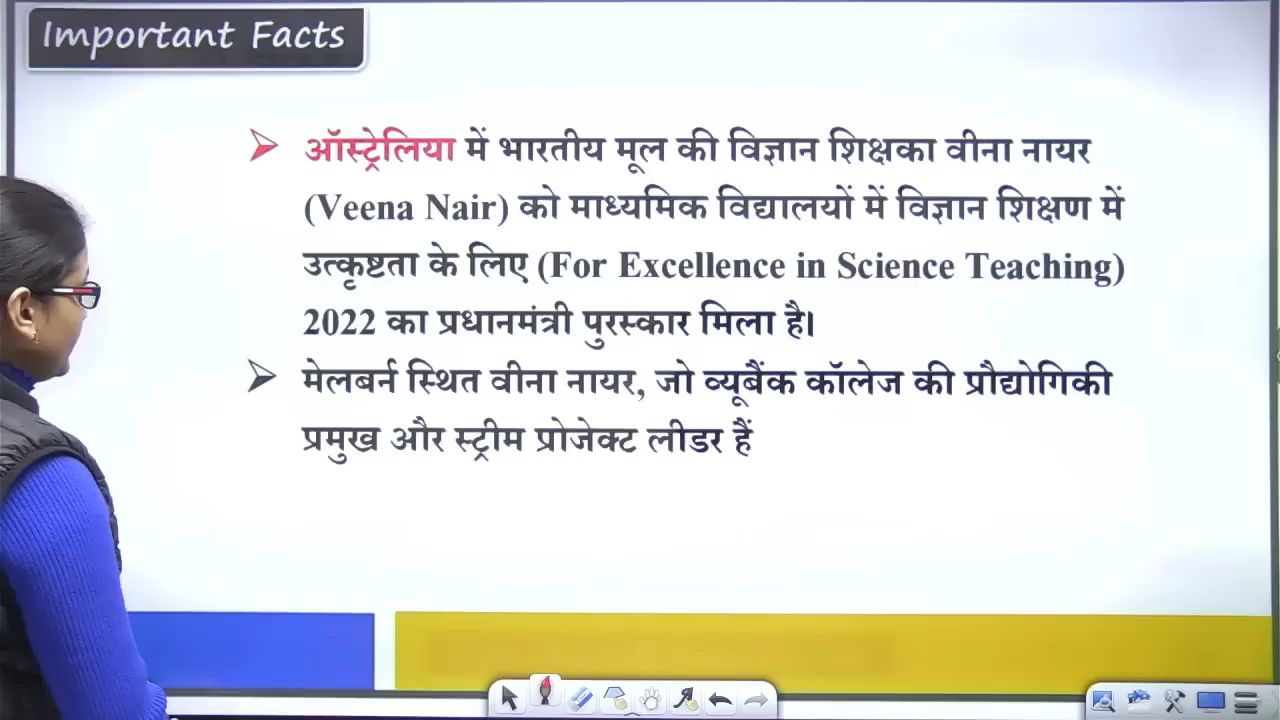 Important Facts
ऑस्ट्रेलिया में भारतीय मूल की विज्ञान शिक्षका वीना नायर
(Veena Nair) को माध्यमिक विद्यालयों में विज्ञान शिक्षण में
उत्कृष्टता के लिए (For Excellence in Science Teaching)
2022 का प्रधानमंत्री पुरस्कार मिला है।
मेलबर्न स्थित वीना नायर, जो व्यूबैंक कॉलेज की प्रौद्योगिकी
प्रमुख और स्ट्रीम प्रोजेक्ट लीडर हैं